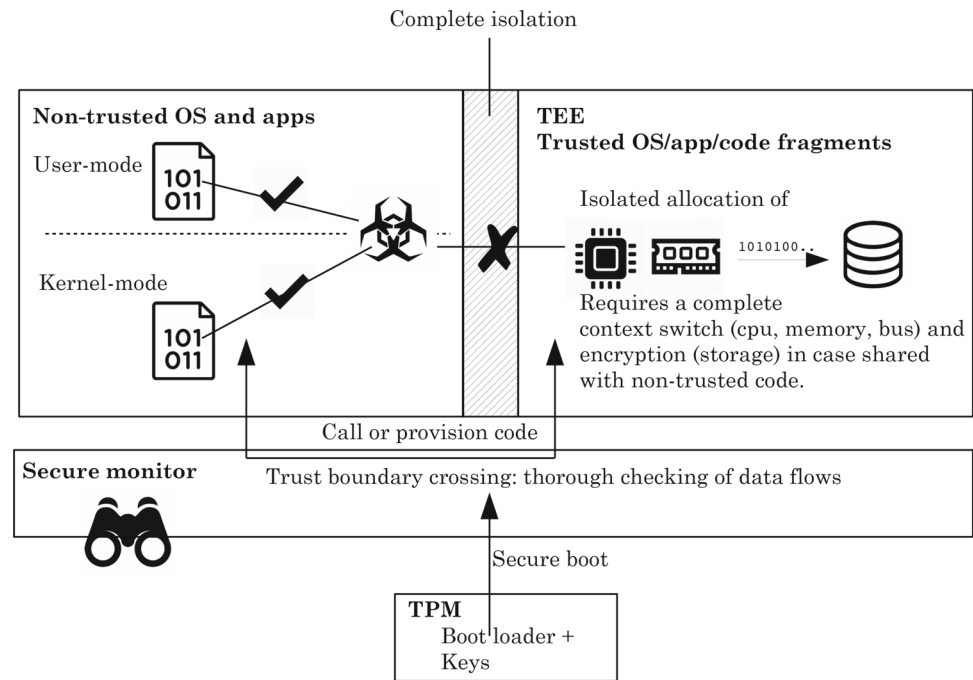 Complete isolation
Non-trusted OS and apps
User-mode
101
011
Kernel-mode
101
011
TEE
Trusted OS/app/code fragments
Isolated allocation of
1010100..
Requires a complete
context switch (cpu, memory, bus) and
encryption (storage) in case shared
with non-trusted code.
Call or provision code
Secure monitor
Trust boundary crossing: thorough checking of data flows
Secure boot
TPM
Boot loader +
Keys